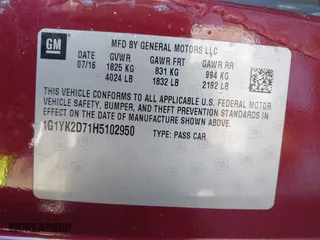 GM
MFD BY GENERAL MOTORS LLC
07/16 GVWR GAWR FRT GAWR RR
1825 KG 831 KG 994 KG
4024 LB 1832 LB 2192 LB
THIS VEHICLE CONFORMS TO ALL APPLICABLE U.S. FEDERAL VEHICLE
SAFETY, BUMPER, AND THEFT PREVENTION STANDARDS IN
EFFECT ON THE DATE OF MANUFACTURE SHOWN ABOVE.
1G1YK2D71H5102950 TYPE: PASS CAR